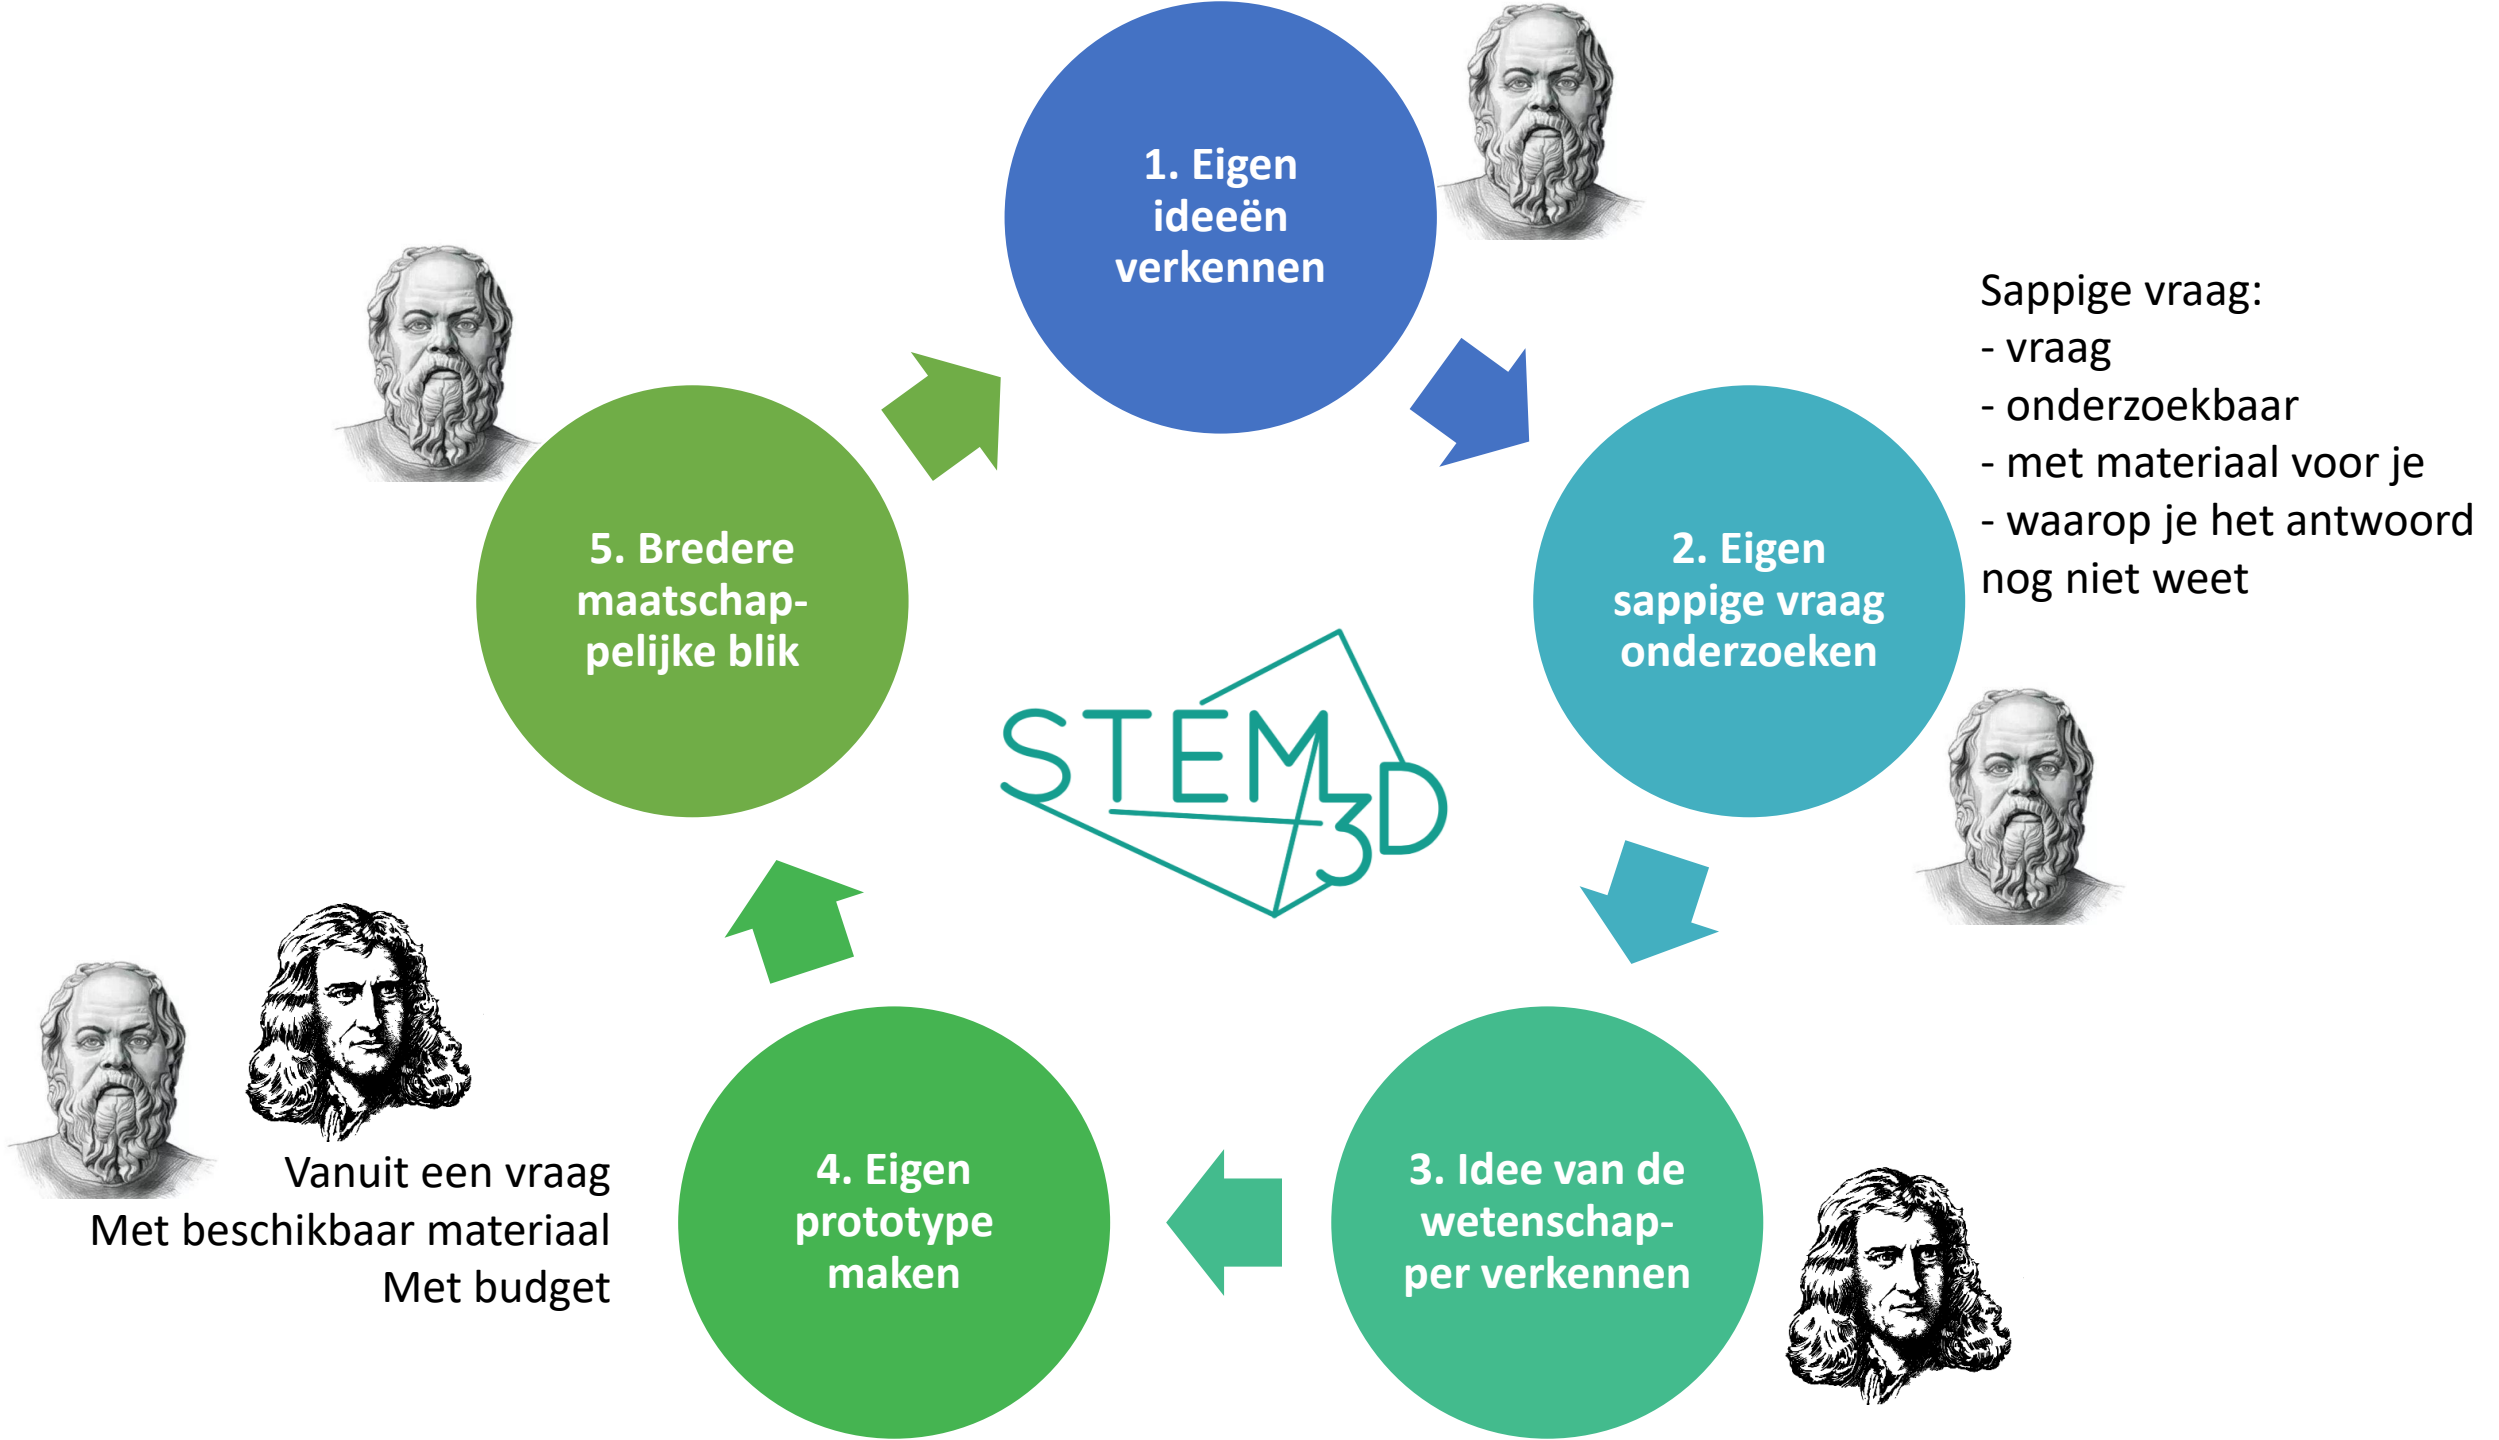 1. Eigen
ideeën
verkennen
Sappige vraag:
- vraag
- onderzoekbaar
- met materiaal voor je
- waarop je het antwoord
nog niet weet
2. Eigen
sappige vraag
onderzoeken
3. Idee van de
wetenschap-
per verkennen
4. Eigen
prototype
maken
Vanuit een vraag
Met beschikbaar materiaal
Met budget
5. Bredere
maatschap-
pelijke blik
STEM
3D